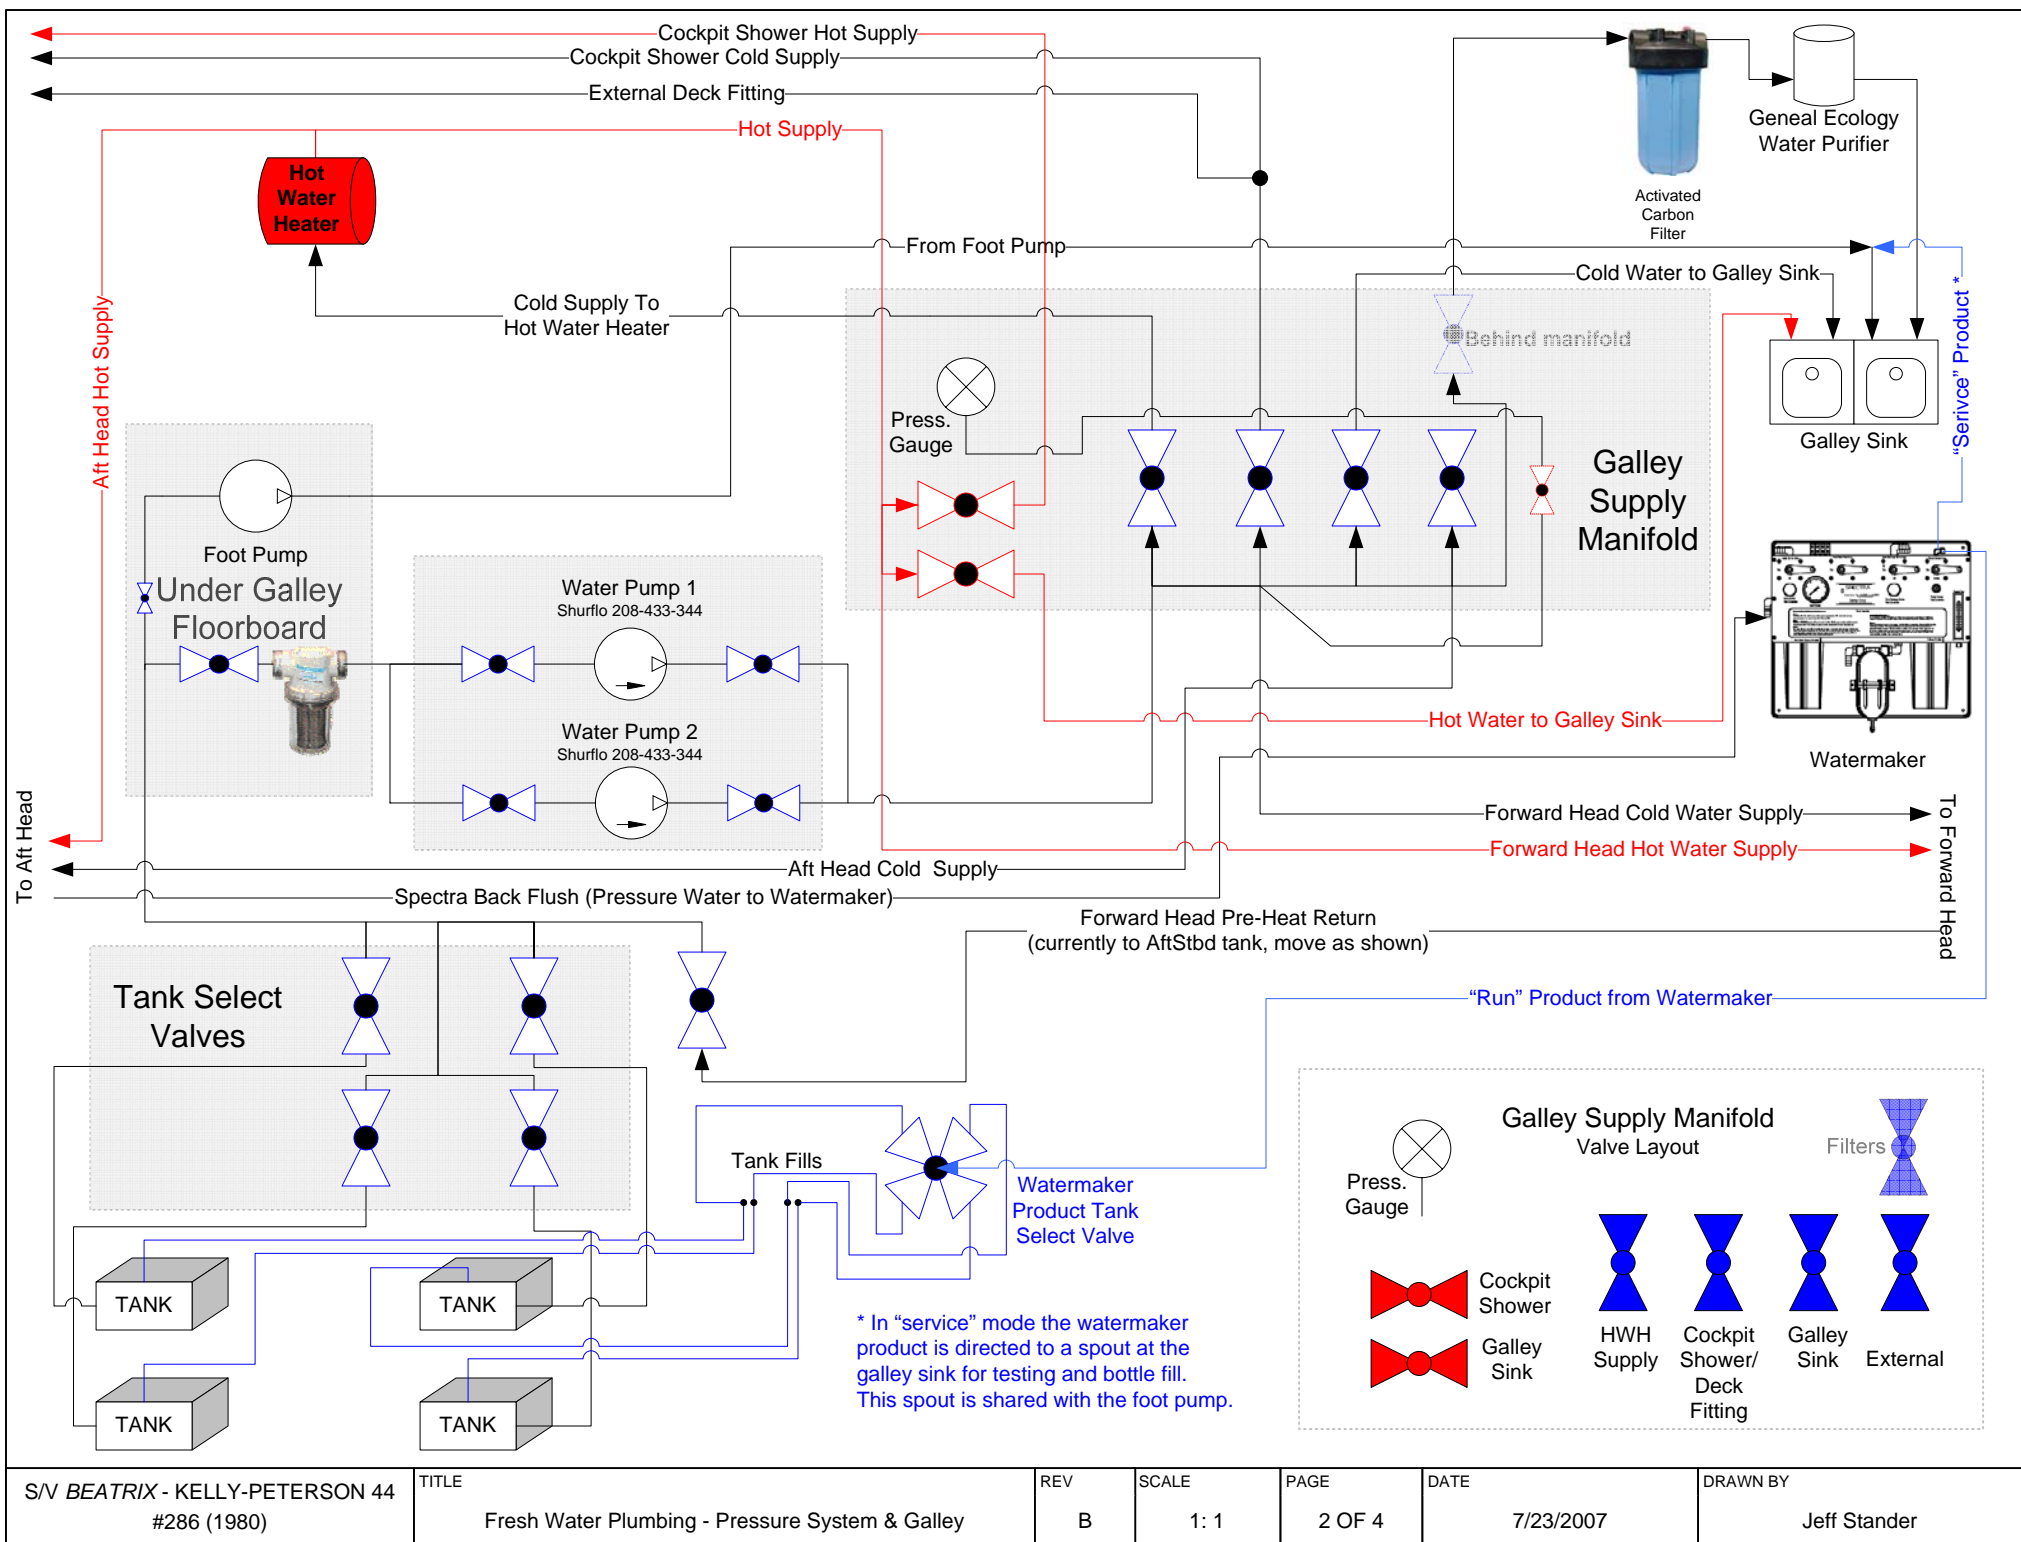 Cockpit Shower Hot Supply
Cockpit Shower Cold Supply
External Deck Fitting
Hot Supply
Hot
Water
Heater
Geneal Ecology
Water Purifier
Activated
Carbon
Filter
From Foot Pump
Cold Water to Galley Sink
Cold Supply To
Hot Water Heater
Behind manifold
Aft Head Hot Supply
"Serivce" Product *
Press.
Gauge
Galley Sink
Galley
Supply
Manifold
Foot Pump
Under Galley
Floorboard
Water Pump 1
Shurflo 208-433-344
Water Pump 2
Shurflo 208-433-344
Hot Water to Galley Sink
Watermaker
To Aft Head
Forward Head Cold Water Supply
Forward Head Hot Water Supply
To Forward Head
Aft Head Cold  Supply
Spectra Back Flush (Pressure Water to Watermaker)
Forward Head Pre-Heat Return
(currently to AftStbd tank, move as shown)
"Run" Product from Watermaker
Tank Select
Valves
Tank Fills
Watermaker
Product Tank
Select Valve
TANK
TANK
TANK
TANK
* In "service" mode the watermaker
product is directed to a spout at the
galley sink for testing and bottle fill.
This spout is shared with the foot pump.
Galley Supply Manifold
Valve Layout
Filters
Press.
Gauge
Cockpit
Shower
Galley
Sink
HWH
Supply
Cockpit
Shower/
Deck
Fitting
Galley
Sink
External
S/V BEATRIX - KELLY-PETERSON 44
#286 (1980)
TITLE
Fresh Water Plumbing - Pressure System & Galley
REV
B
SCALE
1: 1
PAGE
2 OF 4
DATE
7/23/2007
DRAWN BY
Jeff Stander